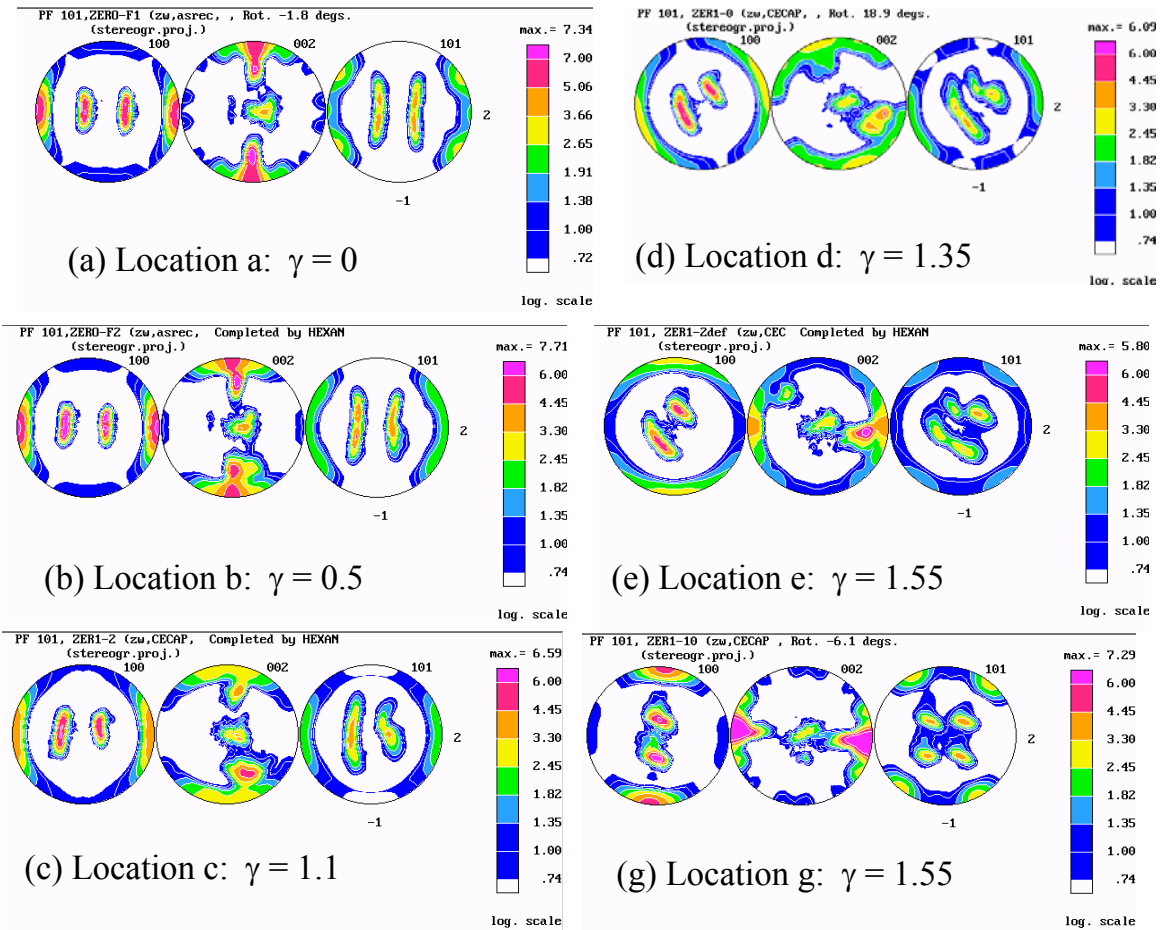 PF 101,ZERO-F1 (zw,asrec, , Rot. -1.8 degs.
(stereogr.proj.)
100
002
101
2
-1
max.= 7.34
7.00
5.06
3.66
2.65
1.91
1.38
1.00
.72
log. scale
(a) Location a: γ = 0
PF 101, ZER1-0 (zw,CECAP, , Rot. 18.9 degs.
(stereogr.proj.)
100
002
101
2
-1
max.= 6.09
6.00
4.45
3.30
2.45
1.82
1.35
1.00
.74
log. scale
(d) Location d: γ = 1.35
PF 101,ZERO-F2 (zw,asrec, Completed by HEXAN
(stereogr.proj.)
100
002
101
2
-1
max.= 7.71
6.00
4.45
3.30
2.45
1.82
1.35
1.00
.74
log. scale
(b) Location b: γ = 0.5
PF 101, ZER1-2def (zw,CEC Completed by HEXAN
(stereogr.proj.)
100
002
101
2
-1
max.= 5.80
6.00
4.45
3.30
2.45
1.82
1.35
1.00
.74
log. scale
(e) Location e: γ = 1.55
PF 101, ZER1-2 (zw,CECAP, Completed by HEXAN
(stereogr.proj.)
100
002
101
2
-1
max.= 6.59
6.00
4.45
3.30
2.45
1.82
1.35
1.00
.74
log. scale
(c) Location c: γ = 1.1
PF 101, ZER1-10 (zw,CECAP , Rot. -6.1 degs.
(stereogr.proj.)
100
002
101
2
-1
max.= 7.29
6.00
4.45
3.30
2.45
1.82
1.35
1.00
.74
log. scale
(g) Location g: γ = 1.55